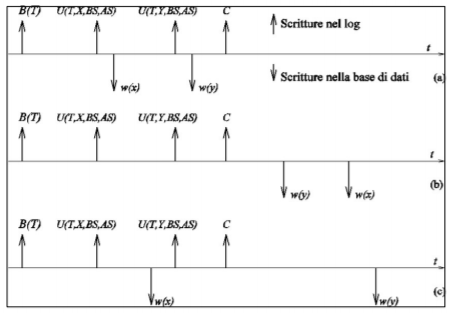 B(T) U(T,X,BS,AS) U(T,Y,BS,AS) C Scritture nel log
t
(a)
w(x) w(y) Scritture nella base di dati
B(T) U(T,X,BS,AS) U(T,Y,BS,AS) C
t
(b)
w(y) w(x)
B(T) U(T,X,BS,AS) U(T,Y,BS,AS) C
t
(c)
w(x) w(y)